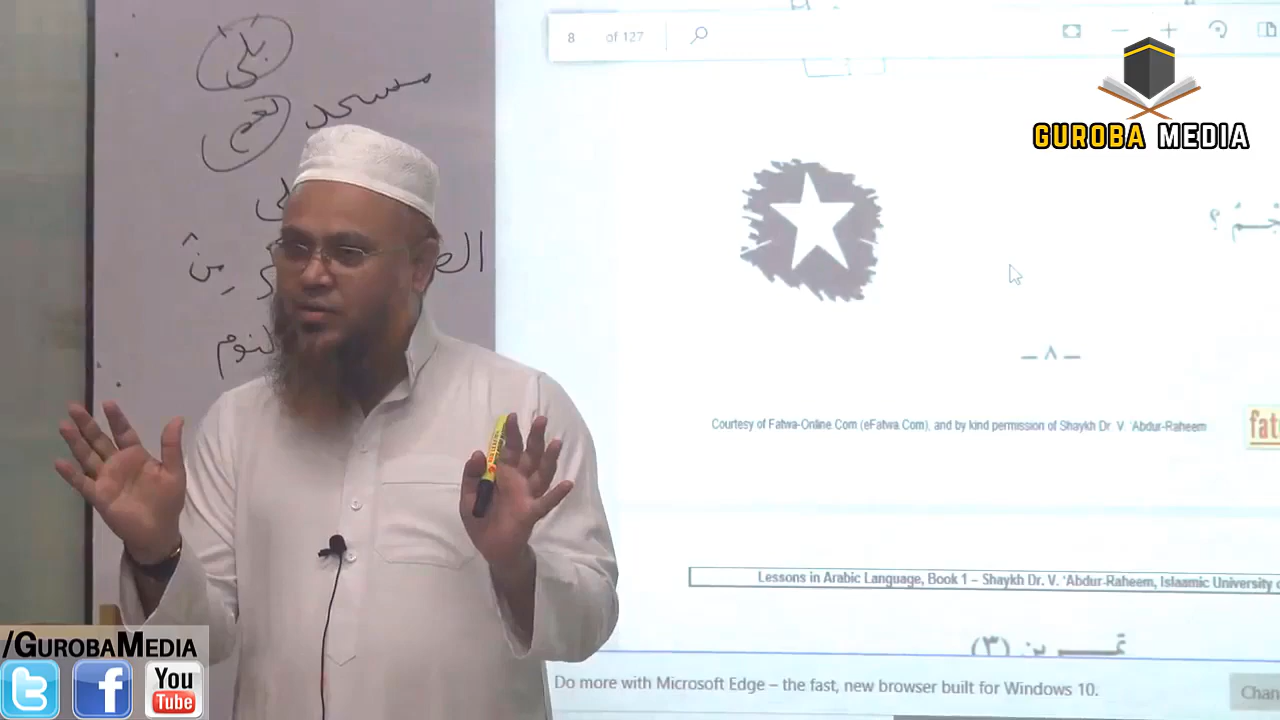 بلى
مسجد
نعم
النوم
8 of 127
GUROBA MEDIA
– ٨ –
Courtesy of Fatwa-Online.Com (eFatwa.Com), and by kind permission of Shaykh Dr. V. 'Abdur-Raheem
Lessons in Arabic Language, Book 1 – Shaykh Dr. V. 'Abdur-Raheem, Islaamic University
(٣)
Do more with Microsoft Edge – the fast, new browser built for Windows 10.
/GUROBAMEDIA
You
Tube